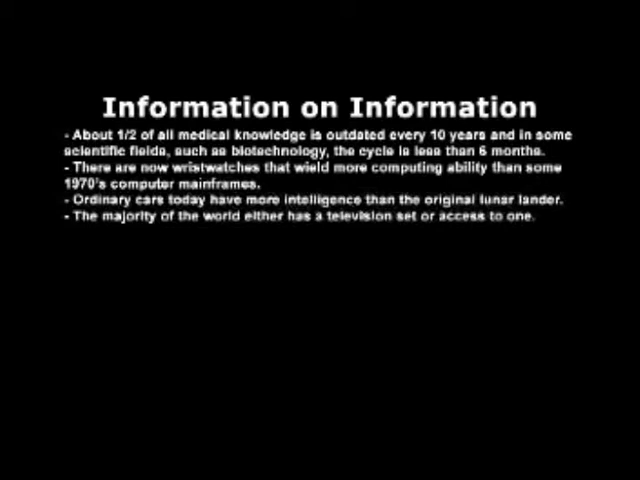 Information on Information
- About 1/2 of all medical knowledge is outdated every 10 years and in some
scientific fields, such as biotechnology, the cycle is less than 6 months.
- There are now wristwatches that wield more computing ability than some
1970's computer mainframes.
- Ordinary cars today have more intelligence than the original lunar lander.
- The majority of the world either has a television set or access to one.